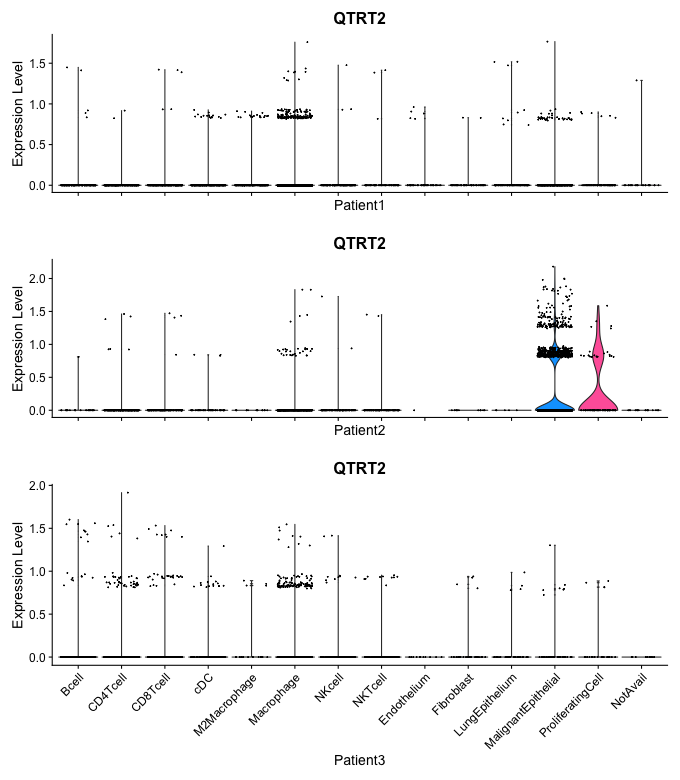 QTRT2
Expression Level
1.5
1.0
0.5
0.0
Patient1
QTRT2
Expression Level
2.0
1.5
1.0
0.5
0.0
Patient2
QTRT2
Expression Level
2.0
1.5
1.0
0.5
0.0
Bcell
CD4Tcell
CD8Tcell
cDC
M2Macrophage
Macrophage
NKcell
NKTcell
Endothelium
Fibroblast
LungEpithelium
MalignantEpithelial
ProliferatingCell
NotAvail
Patient3